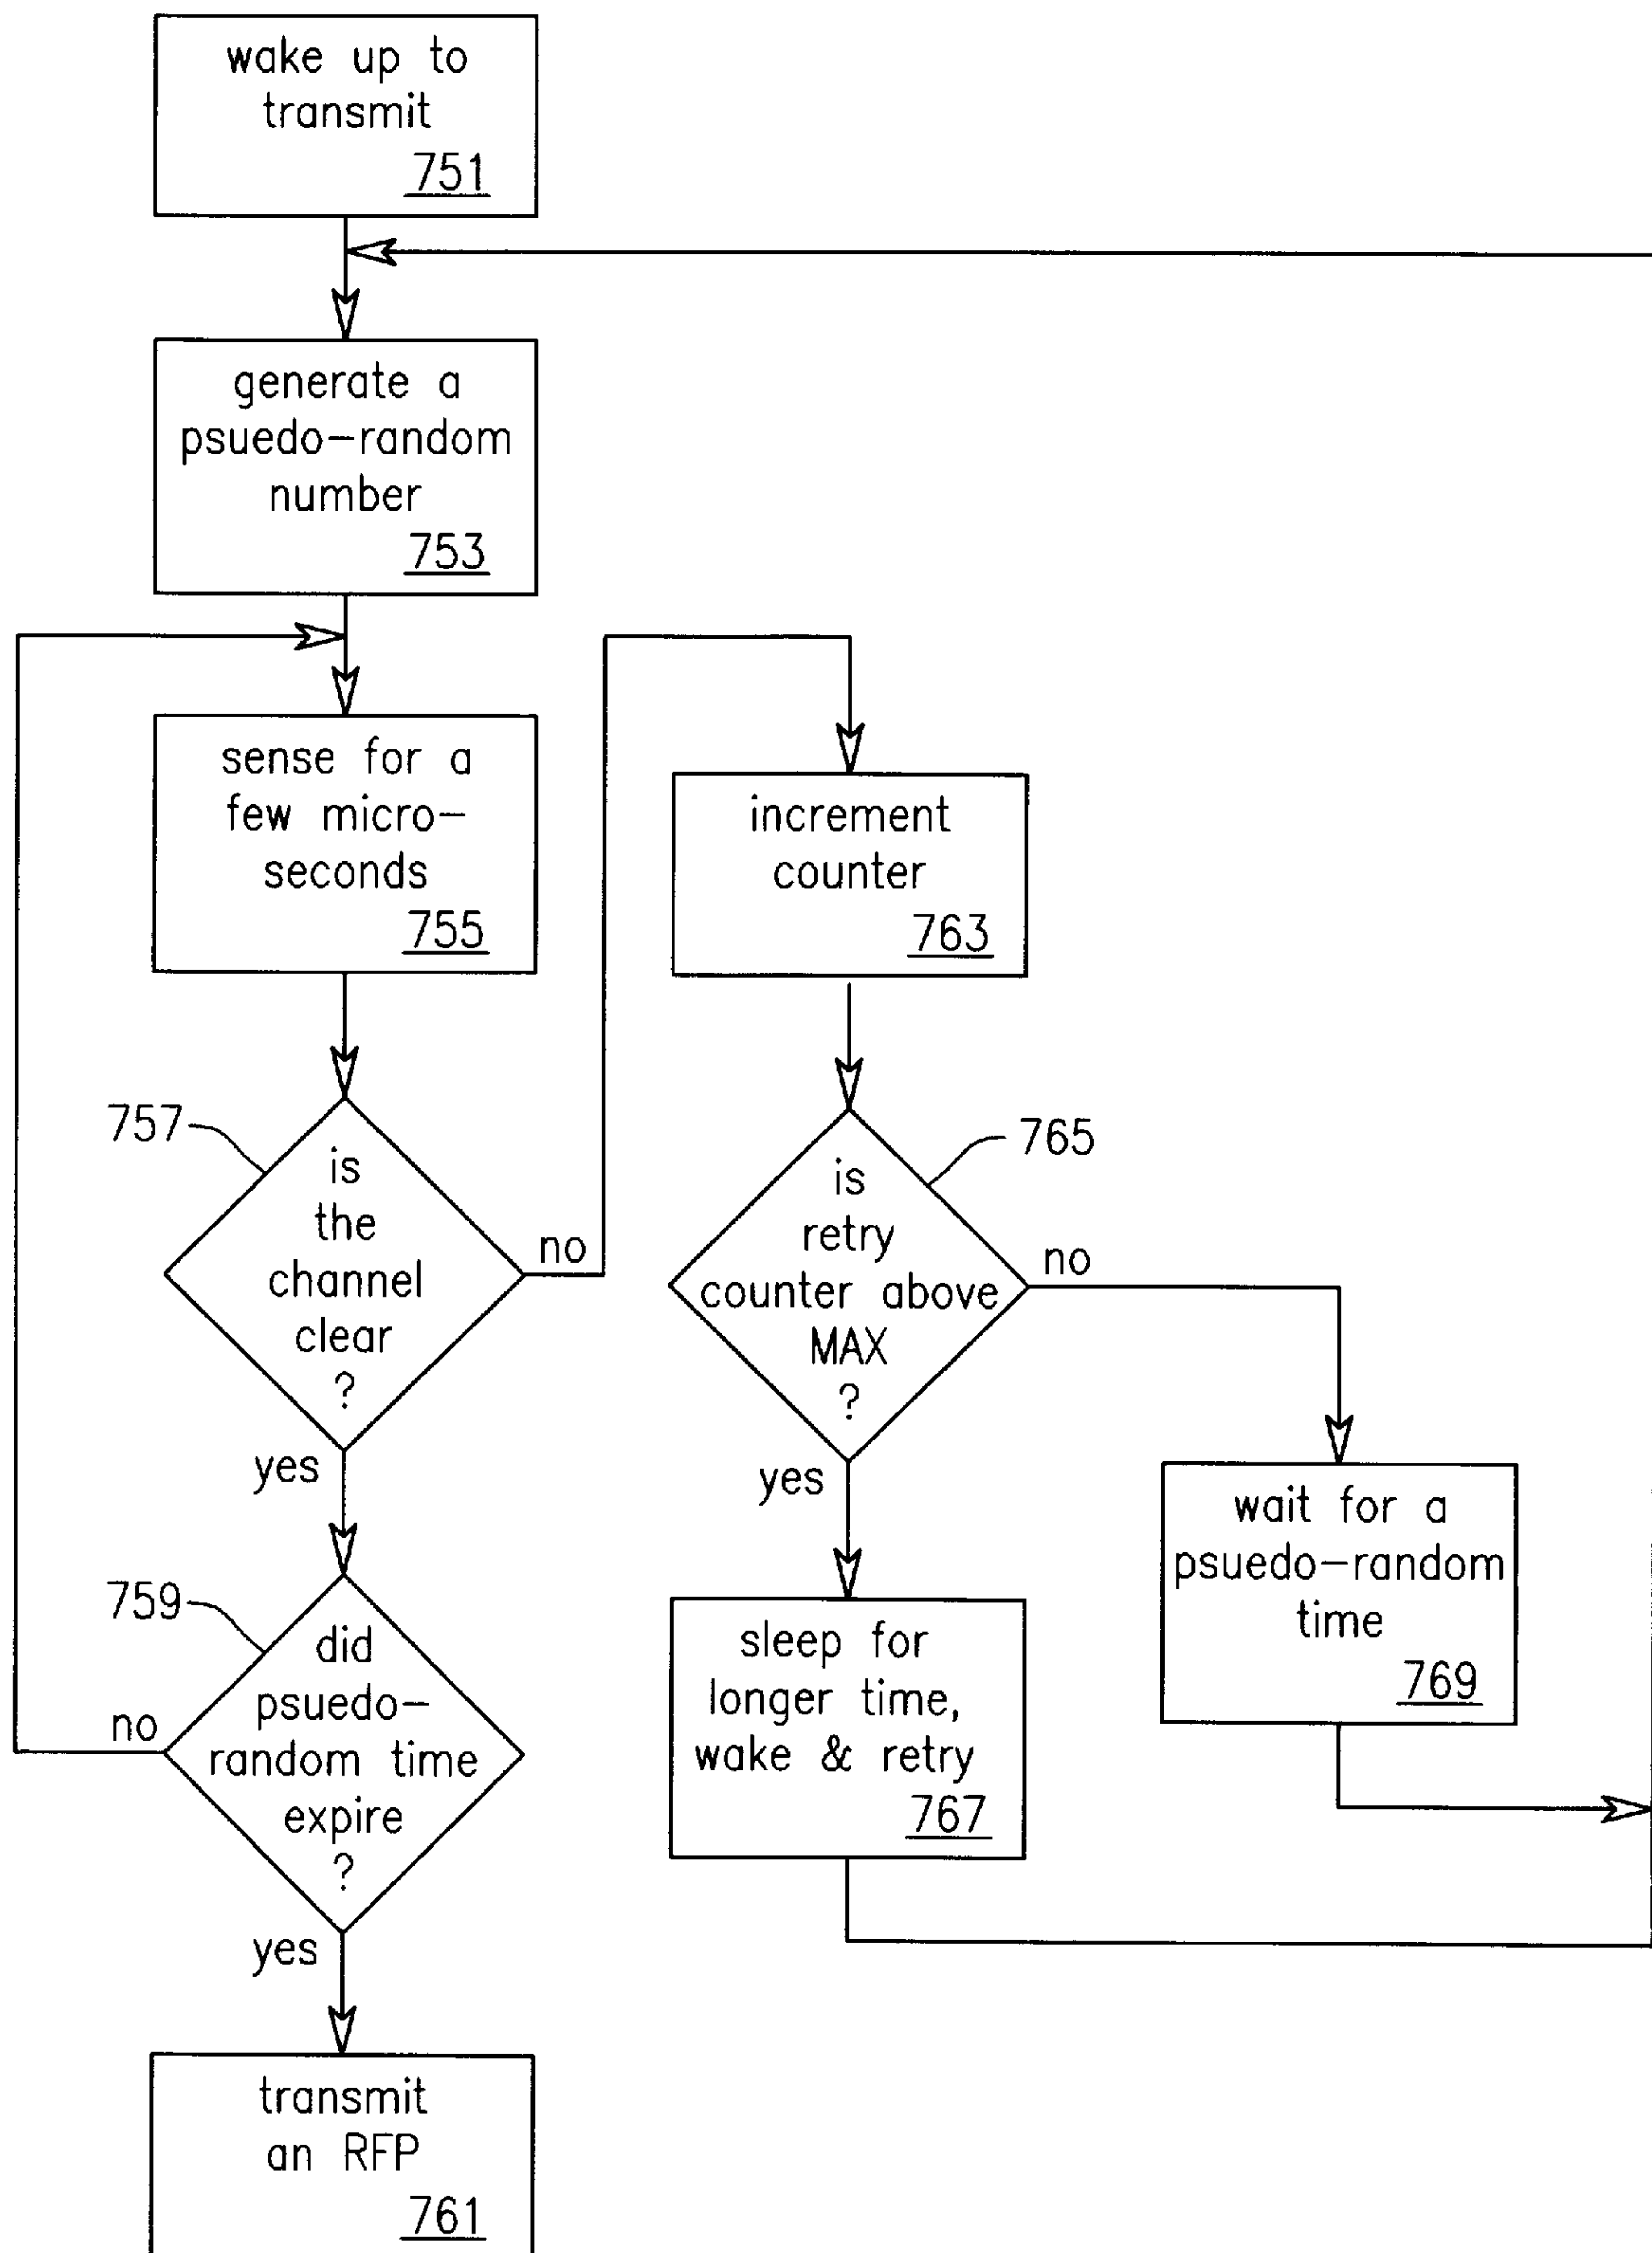 wake up to
transmit
751
generate a
psuedo-random
number
753
sense for a
few micro-
seconds
755
757
is
the
channel
clear
?
no
yes
759
did
psuedo-
random time
expire
?
no
yes
transmit
an RFP
761
increment
counter
763
765
is
retry
counter above
MAX
?
no
yes
sleep for
longer time,
wake & retry
767
wait for a
psuedo-random
time
769